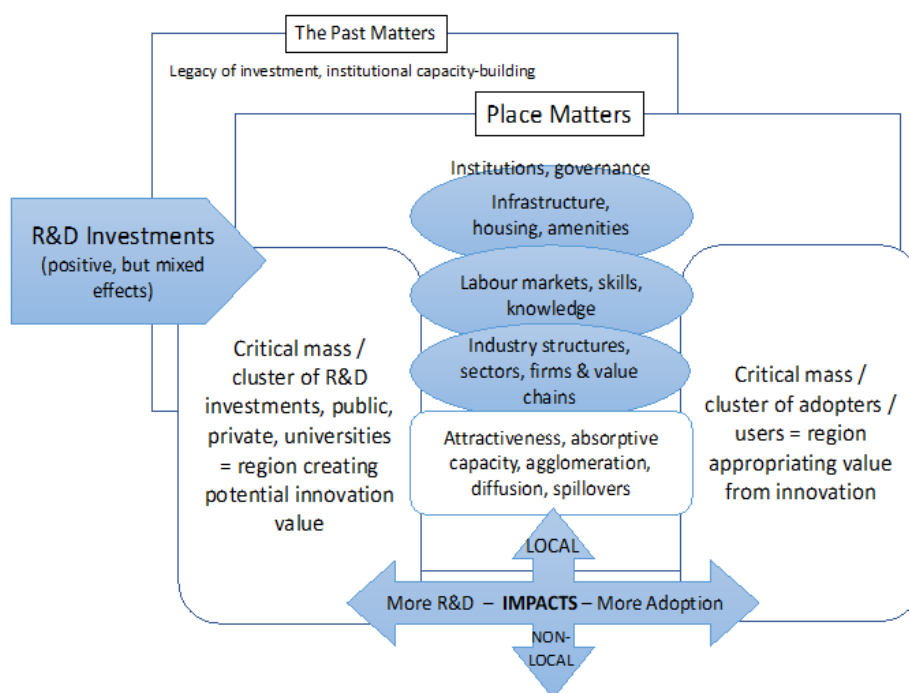 The Past Matters
Legacy of investment, institutional capacity-building
Place Matters
Institutions, governance
Infrastructure,
housing, amenities
R&D Investments
(positive, but mixed
effects)
Labour markets, skills,
knowledge
Industry structures,
sectors, firms & value
chains
Critical mass /
cluster of R&D
investments, public,
private, universities
= region creating
potential innovation
value
Attractiveness, absorptive
capacity, agglomeration,
diffusion, spillovers
Critical mass /
cluster of adopters /
users = region
appropriating value
from innovation
LOCAL
More R&D – IMPACTS – More Adoption
NON-
LOCAL